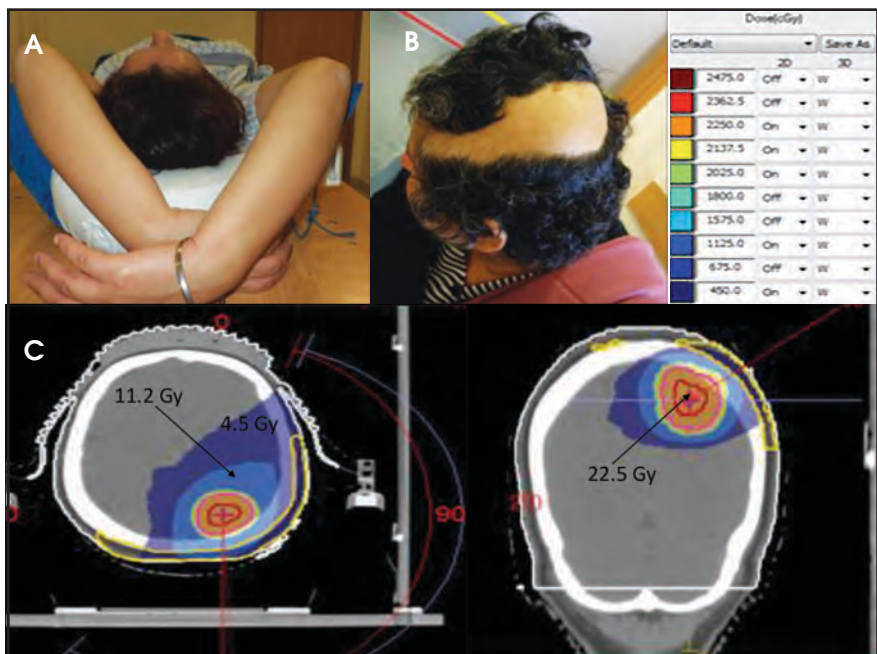 A
B
Dose(cGy)
Default Save As
2D 3D
2475.0 Off W
2362.5 Off W
2250.0 On W
2137.5 On W
2025.0 On W
1800.0 Off W
1575.0 Off W
1125.0 On W
675.0 Off W
450.0 On W
C
0
11.2 Gy
4.5 Gy
90
22.5 Gy